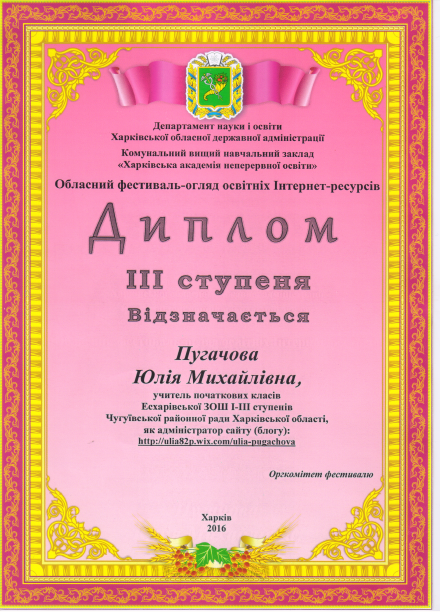 Департамент науки і освіти
Харківської обласної державної адміністрації
Комунальний вищий навчальний заклад
«Харківська академія неперервної освіти»
Обласний фестиваль-огляд освітніх Інтернет-ресурсів
Диплом
ІІІ ступеня
Відзначається
Пугачова
Юлія Михайлівна,
учитель початкових класів
Есхарівської ЗОШ І-ІІІ ступенів
Чугуївської районної ради Харківської області,
як адміністратор сайту (блогу):
http://ulia82p.wix.com/ulia-pugachova
Оргкомітет фестивалю
Харків
2016